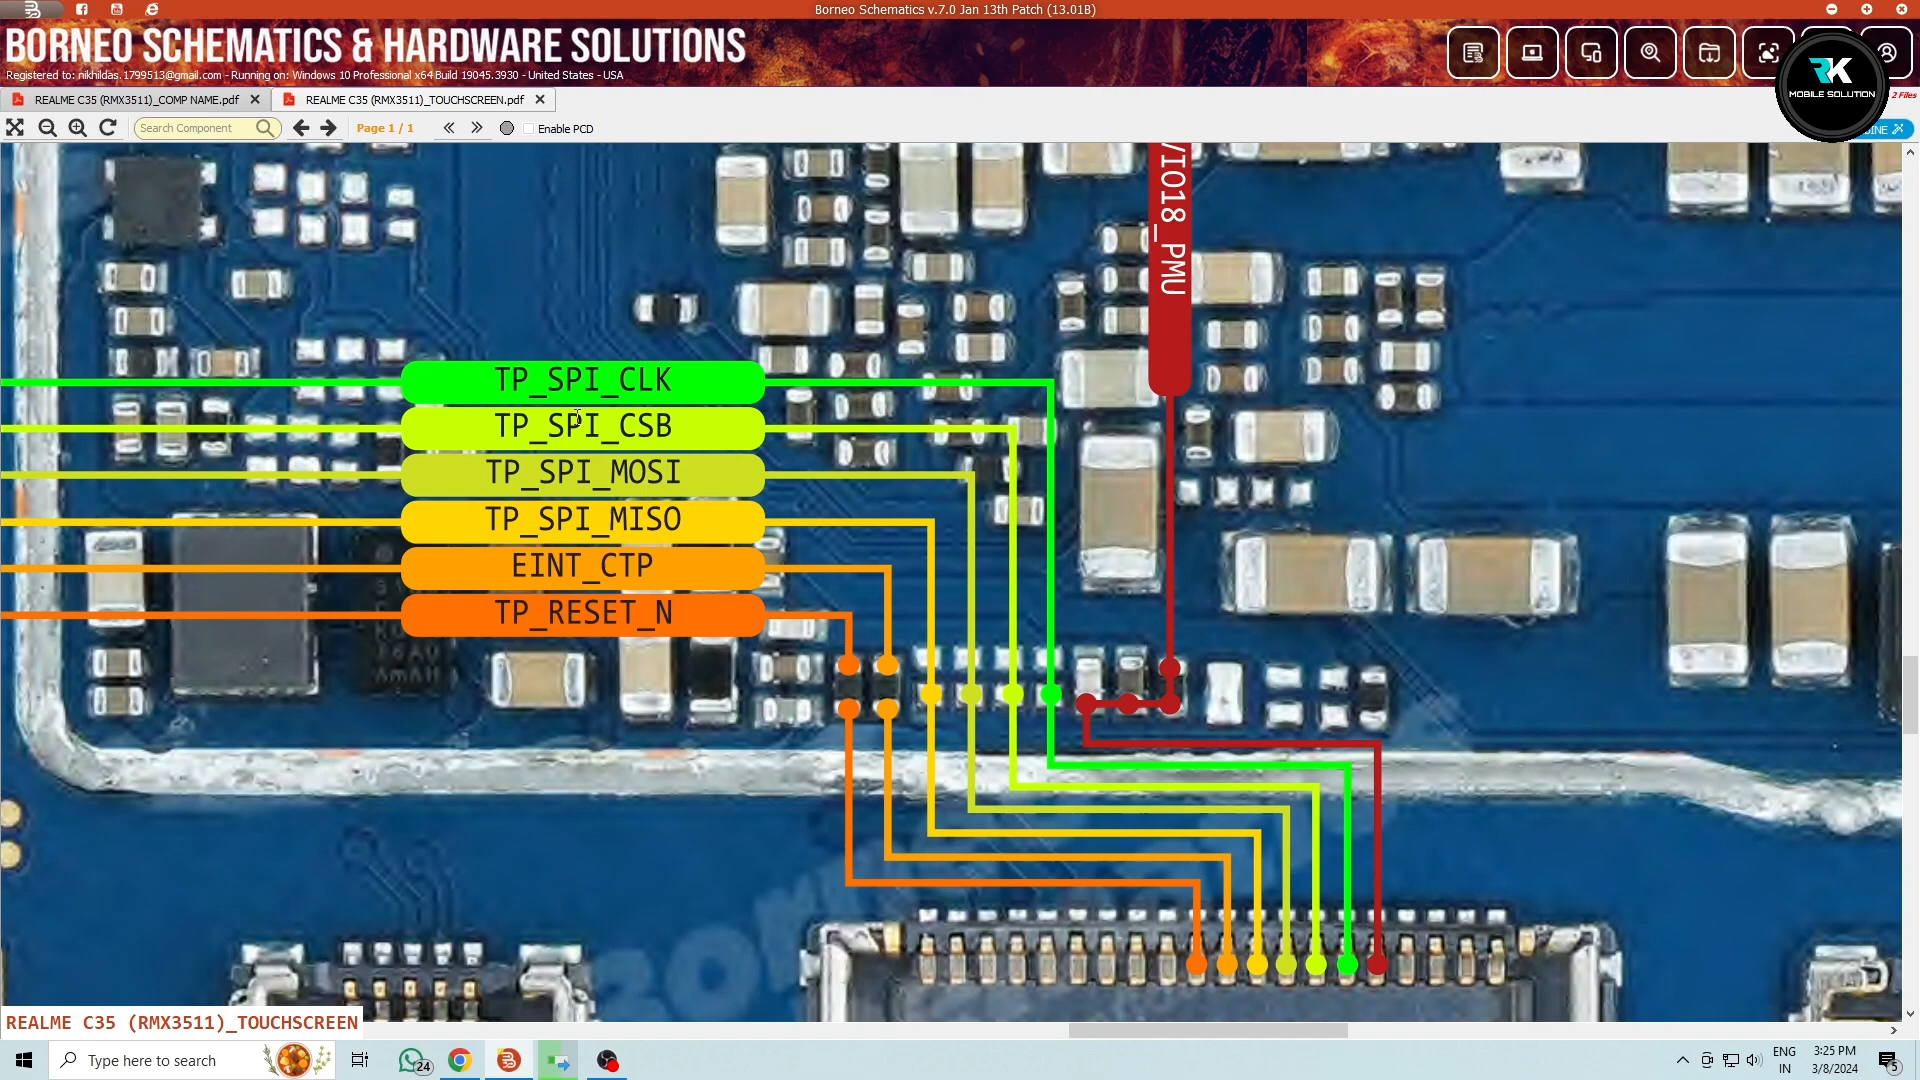 Borneo Schematics v.7.0 Jan 13th Patch (13.01B)
BORNEO SCHEMATICS & HARDWARE SOLUTIONS
Registered to: nikhildas.1799513@gmail.com - Running on: Windows 10 Professional x64 Build 19045.3930 - United States - USA
RK
MOBILE SOLUTION
REALME C35 (RMX3511)_COMP NAME.pdf
REALME C35 (RMX3511)_TOUCHSCREEN.pdf
2 Files
Search Component
Page 1 / 1
Enable PCD
INE
VIO18_PMU
TP_SPI_CLK
TP_SPI_CSB
TP_SPI_MOSI
TP_SPI_MISO
EINT_CTP
TP_RESET_N
REALME C35 (RMX3511)_TOUCHSCREEN
Type here to search
24
ENG
IN
3:25 PM
3/8/2024
5